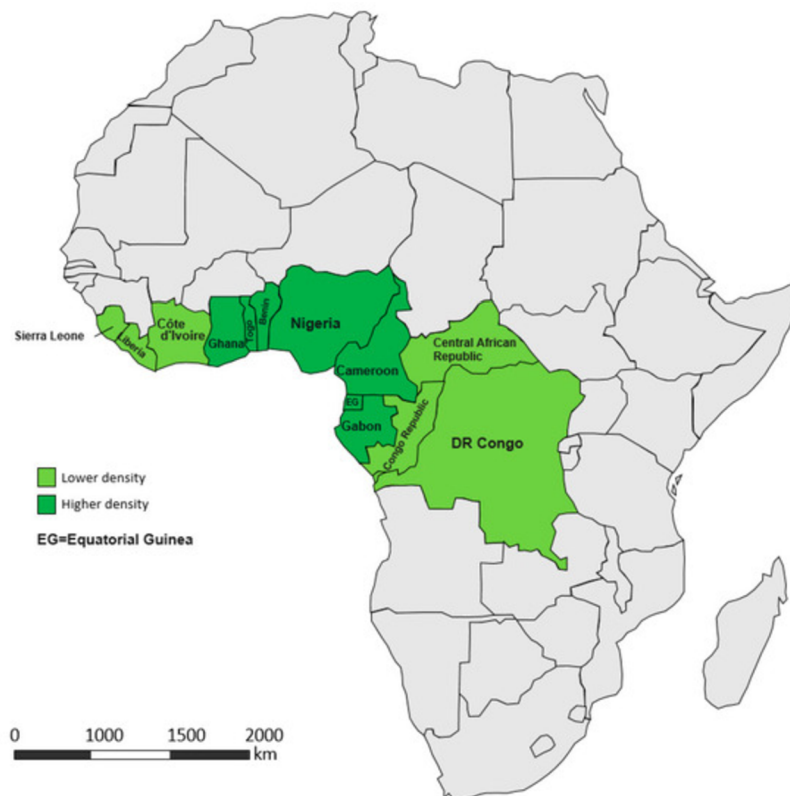 Sierra Leone
Liberia
Côte
d'Ivoire
Ghana
Togo
Benin
Nigeria
Cameroon
Central African
Republic
EG
Gabon
Congo Republic
DR Congo
Lower density
Higher density
EG=Equatorial Guinea
0 1000 1500 2000
km